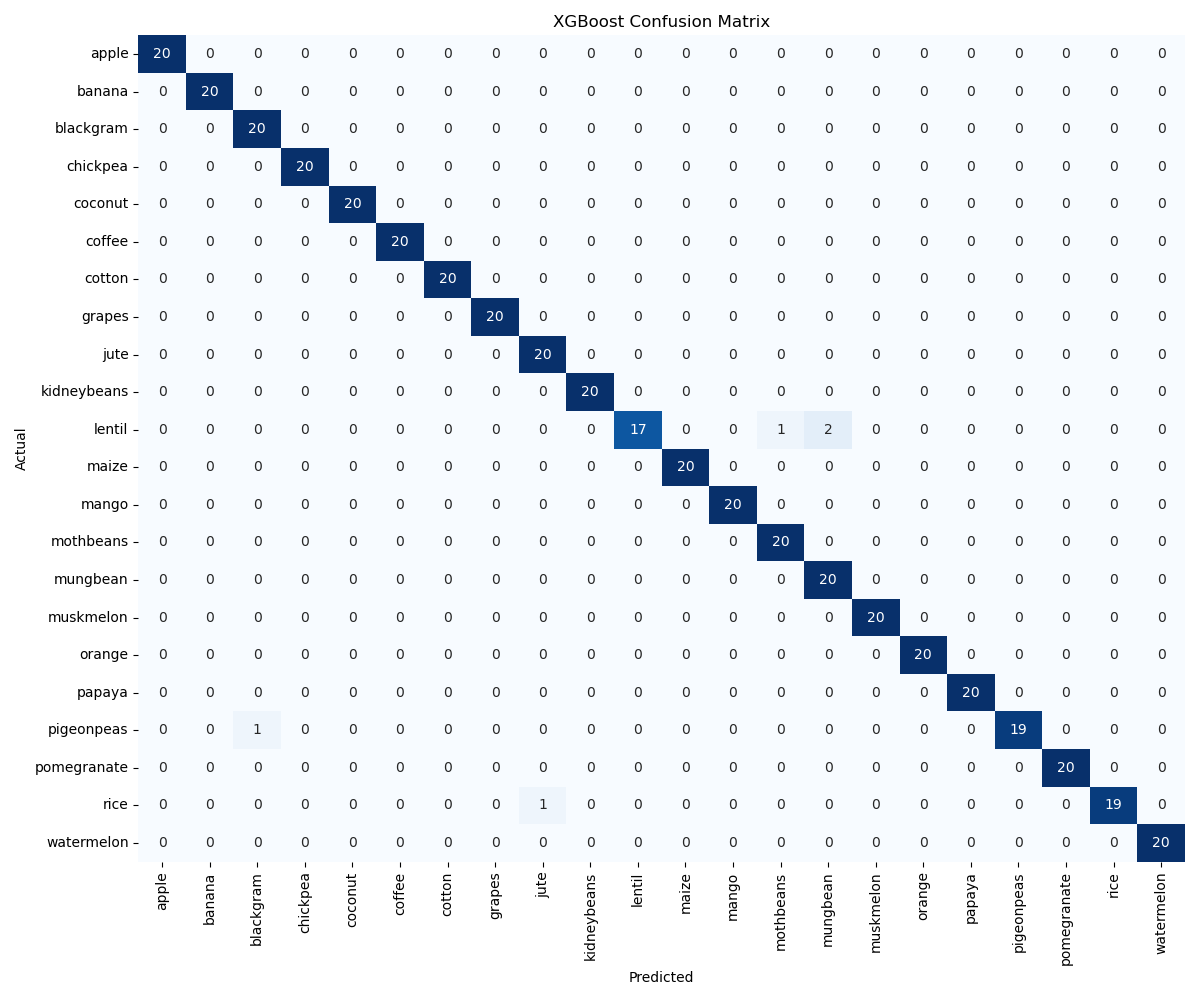 XGBoost Confusion Matrix
apple 20 0 0 0 0 0 0 0 0 0 0 0 0 0 0 0 0 0 0 0 0 0
banana 0 20 0 0 0 0 0 0 0 0 0 0 0 0 0 0 0 0 0 0 0 0
blackgram 0 0 20 0 0 0 0 0 0 0 0 0 0 0 0 0 0 0 0 0 0 0
chickpea 0 0 0 20 0 0 0 0 0 0 0 0 0 0 0 0 0 0 0 0 0 0
coconut 0 0 0 0 20 0 0 0 0 0 0 0 0 0 0 0 0 0 0 0 0 0
coffee 0 0 0 0 0 20 0 0 0 0 0 0 0 0 0 0 0 0 0 0 0 0
cotton 0 0 0 0 0 0 20 0 0 0 0 0 0 0 0 0 0 0 0 0 0 0
grapes 0 0 0 0 0 0 0 20 0 0 0 0 0 0 0 0 0 0 0 0 0 0
jute 0 0 0 0 0 0 0 0 20 0 0 0 0 0 0 0 0 0 0 0 0 0
kidneybeans 0 0 0 0 0 0 0 0 0 20 0 0 0 0 0 0 0 0 0 0 0 0
lentil 0 0 0 0 0 0 0 0 0 0 17 0 0 1 2 0 0 0 0 0 0 0
maize 0 0 0 0 0 0 0 0 0 0 0 20 0 0 0 0 0 0 0 0 0 0
mango 0 0 0 0 0 0 0 0 0 0 0 0 20 0 0 0 0 0 0 0 0 0
mothbeans 0 0 0 0 0 0 0 0 0 0 0 0 0 20 0 0 0 0 0 0 0 0
mungbean 0 0 0 0 0 0 0 0 0 0 0 0 0 0 20 0 0 0 0 0 0 0
muskmelon 0 0 0 0 0 0 0 0 0 0 0 0 0 0 0 20 0 0 0 0 0 0
orange 0 0 0 0 0 0 0 0 0 0 0 0 0 0 0 0 20 0 0 0 0 0
papaya 0 0 0 0 0 0 0 0 0 0 0 0 0 0 0 0 0 20 0 0 0 0
pigeonpeas 0 0 1 0 0 0 0 0 0 0 0 0 0 0 0 0 0 0 19 0 0 0
pomegranate 0 0 0 0 0 0 0 0 0 0 0 0 0 0 0 0 0 0 0 20 0 0
rice 0 0 0 0 0 0 0 0 1 0 0 0 0 0 0 0 0 0 0 0 19 0
watermelon 0 0 0 0 0 0 0 0 0 0 0 0 0 0 0 0 0 0 0 0 0 20
Actual
apple banana blackgram chickpea coconut coffee cotton grapes jute kidneybeans lentil maize mango mothbeans mungbean muskmelon orange papaya pigeonpeas pomegranate rice watermelon
Predicted